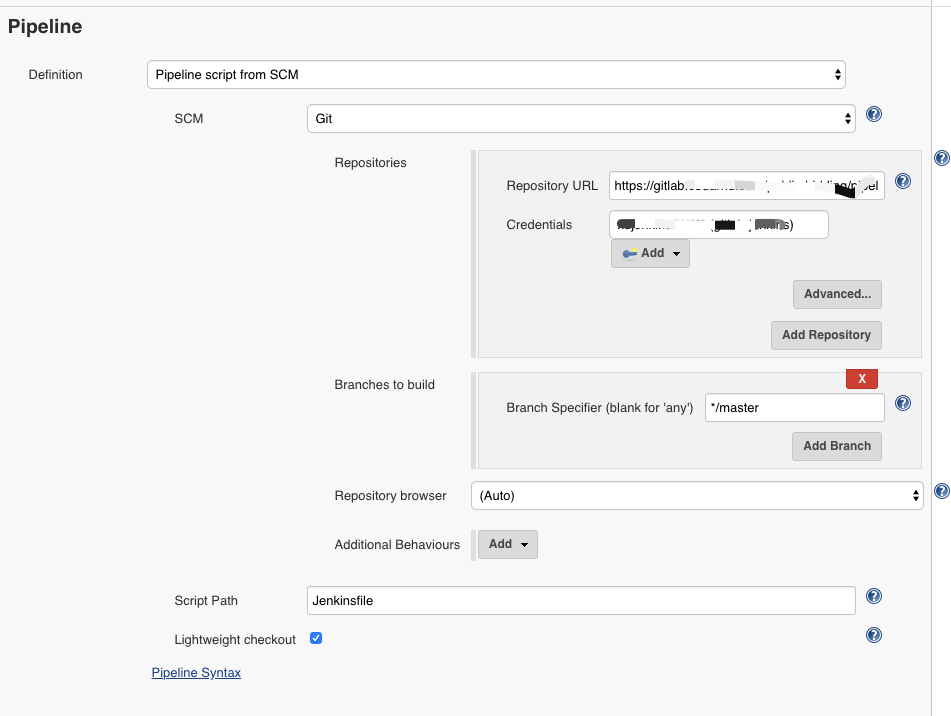 Pipeline
Definition
Pipeline script from SCM
SCM
Git
Repositories
Repository URL
https://gitlab.
Credentials
Add
Advanced...
Add Repository
Branches to build
X
Branch Specifier (blank for 'any')
*/master
Add Branch
Repository browser
(Auto)
Additional Behaviours
Add
Script Path
Jenkinsfile
Lightweight checkout
Pipeline Syntax